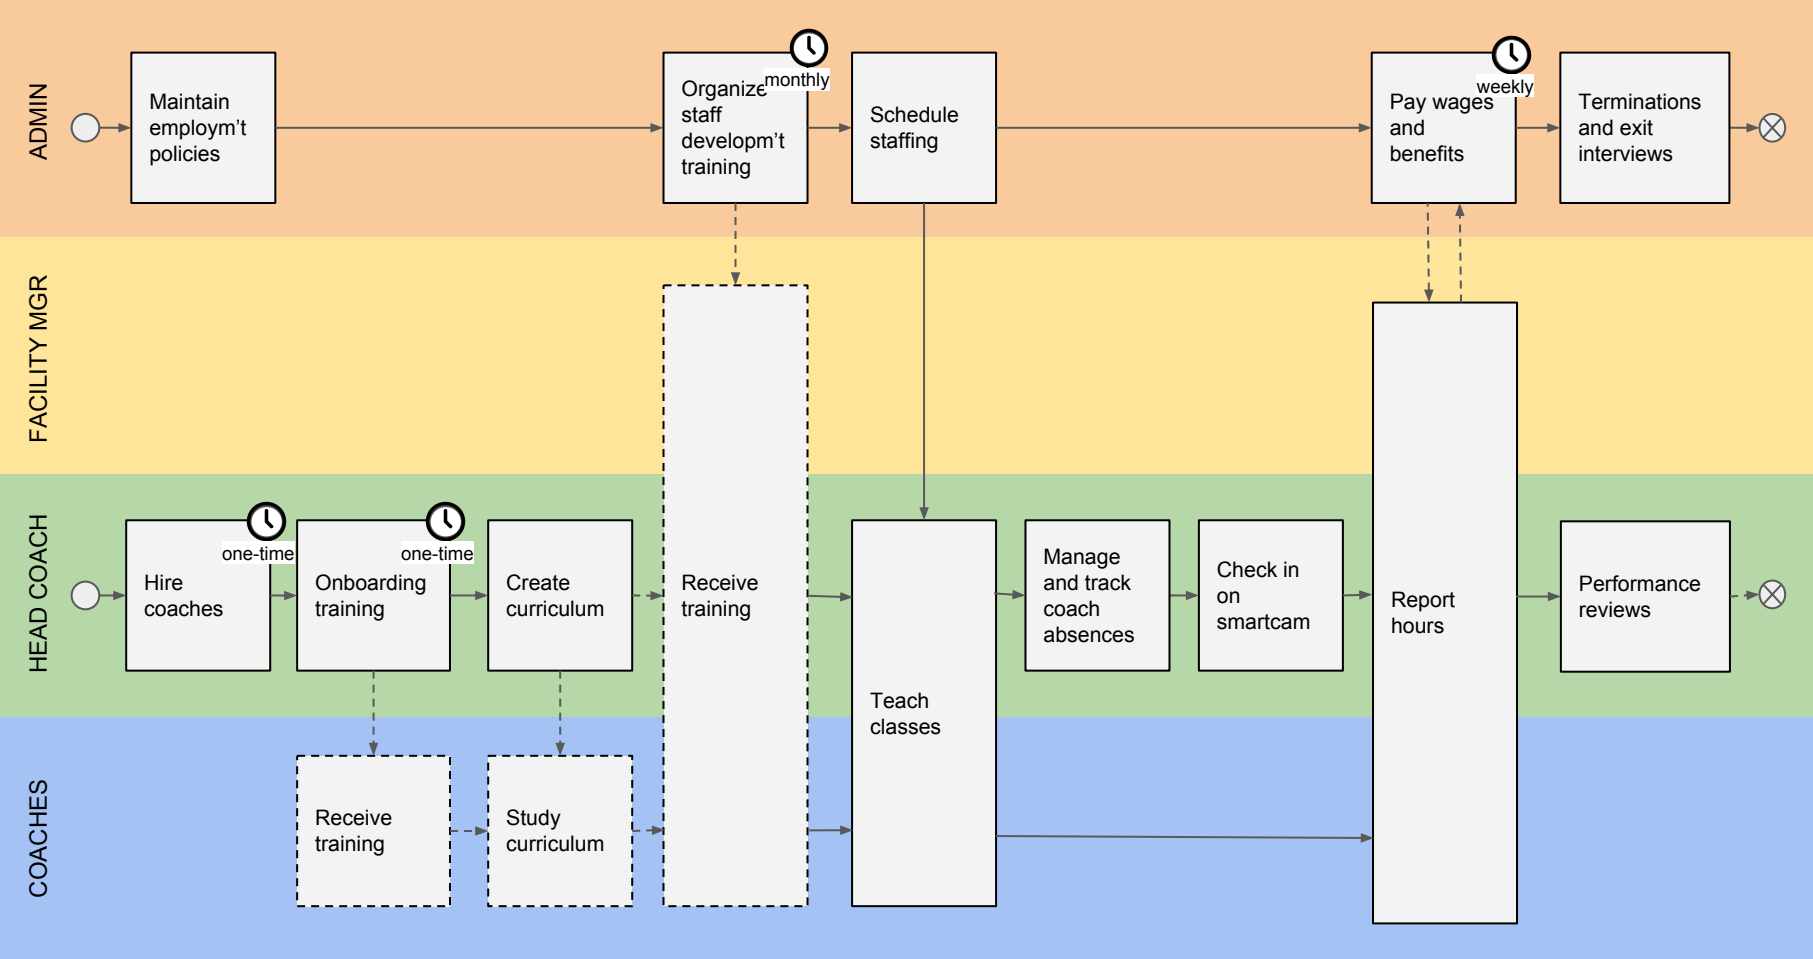 ADMIN
Maintain
employm't
policies
monthly
Organize
staff
developm't
training
Schedule
staffing
weekly
Pay wages
and
benefits
Terminations
and exit
interviews
FACILITY MGR
HEAD COACH
one-time
Hire
coaches
one-time
Onboarding
training
Create
curriculum
Receive
training
Teach
classes
Manage
and track
coach
absences
Check in
on
smartcam
Report
hours
Performance
reviews
COACHES
Receive
training
Study
curriculum